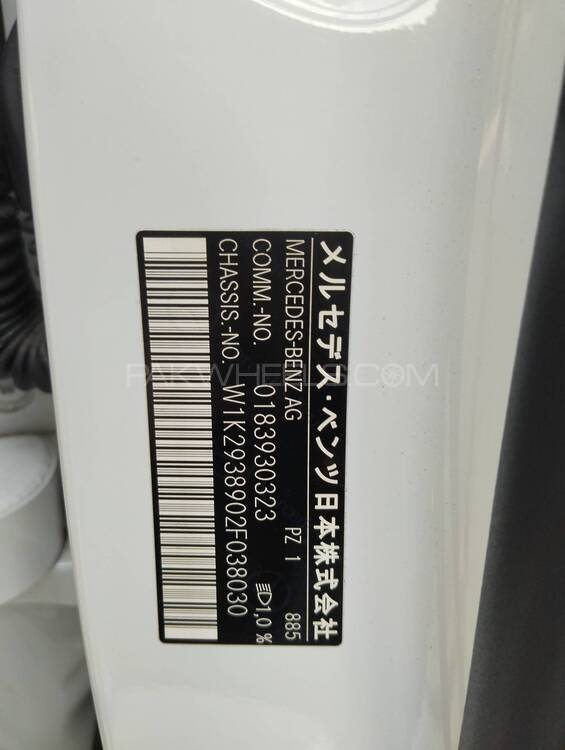 メルセデス・ベンツ日本株式会社
MERCEDES-BENZ AG PZ 1 885
COMM.-NO. 0183930323 1,0 %
CHASSIS.-NO. W1K2938902F038030
PAKWHEELS.COM